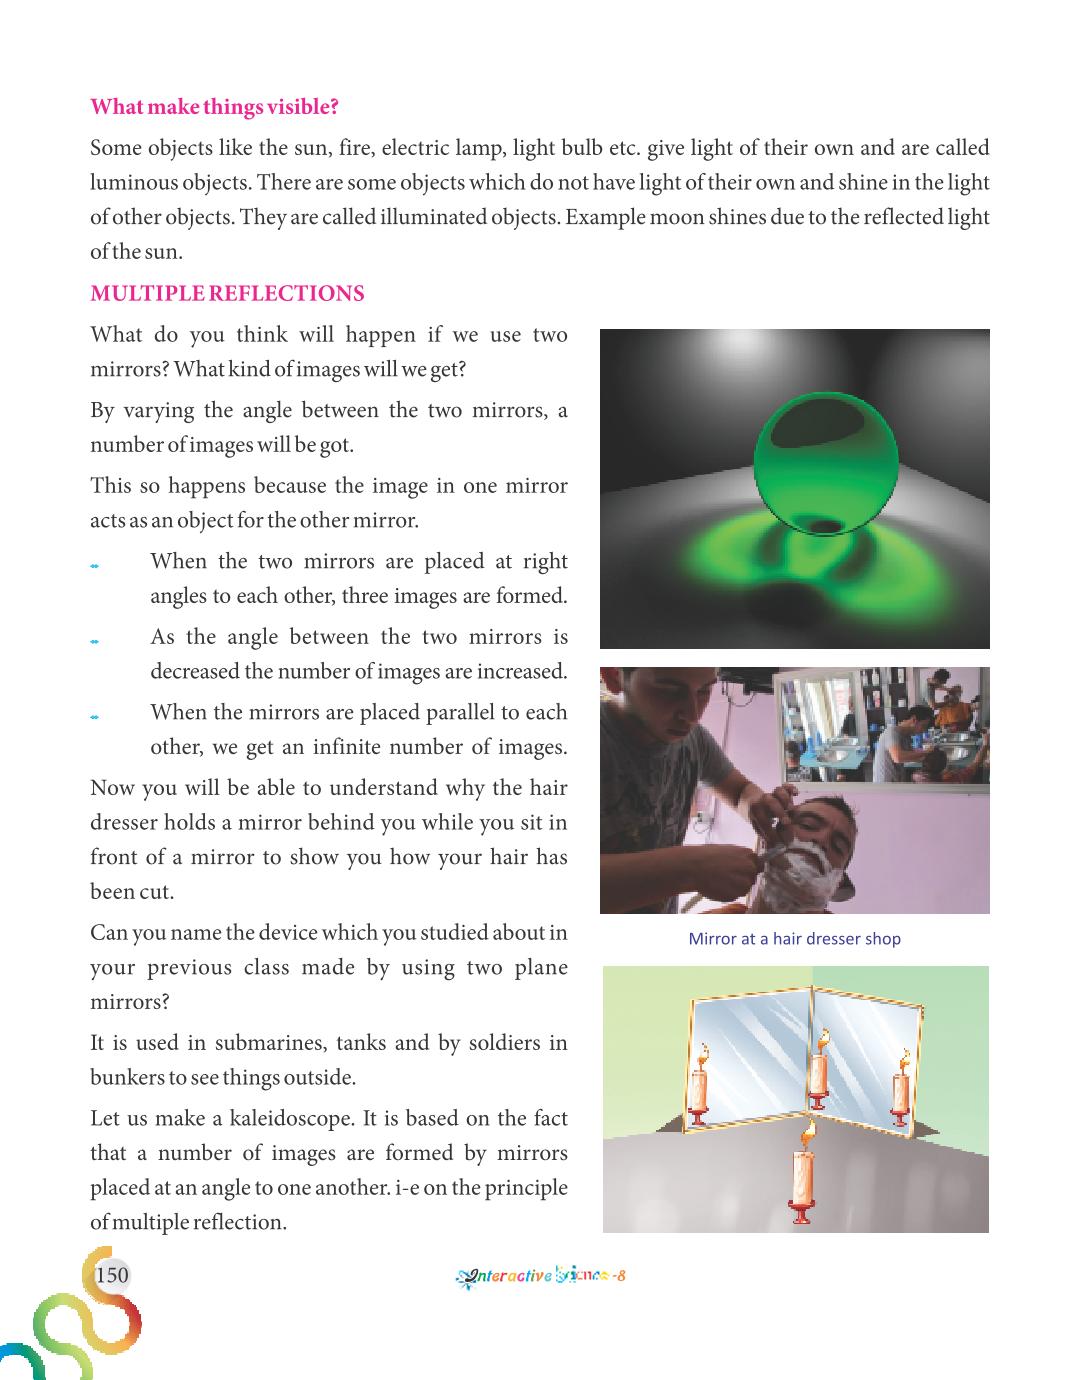 What make things visible?
Some objects like the sun, fire, electric lamp, light bulb etc. give light of their own and are called
luminous objects. There are some objects which do not have light of their own and shine in the light
of other objects. They are called illuminated objects. Example moon shines due to the reflected light
of the sun.
MULTIPLE REFLECTIONS
What do you think will happen if we use two
mirrors? What kind of images will we get?
By varying the angle between the two mirrors, a
number of images will be got.
This so happens because the image in one mirror
acts as an object for the other mirror.
When the two mirrors are placed at right
angles to each other, three images are formed.
As the angle between the two mirrors is
decreased the number of images are increased.
When the mirrors are placed parallel to each
other, we get an infinite number of images.
Now you will be able to understand why the hair
dresser holds a mirror behind you while you sit in
front of a mirror to show you how your hair has
been cut.
Can you name the device which you studied about in
your previous class made by using two plane
mirrors?
It is used in submarines, tanks and by soldiers in
bunkers to see things outside.
Let us make a kaleidoscope. It is based on the fact
that a number of images are formed by mirrors
placed at an angle to one another. i-e on the principle
of multiple reflection.
Mirror at a hair dresser shop
150
Interactive Science -8